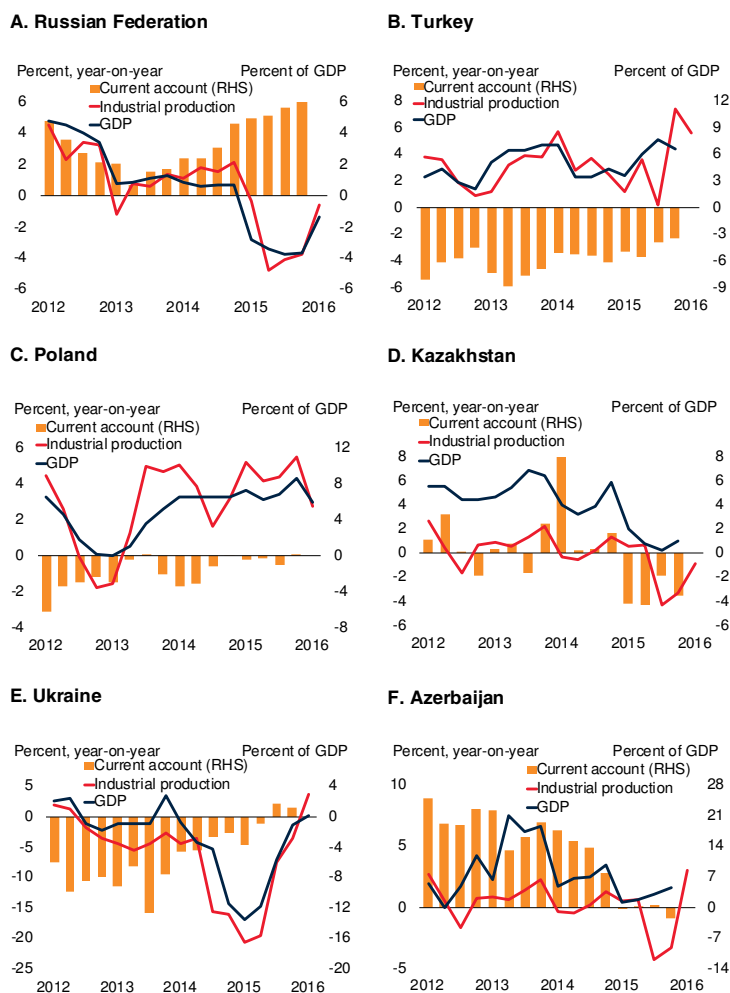 A. Russian Federation
Percent, year-on-year
Percent of GDP
Current account (RHS)
Industrial production
GDP
6
4
2
0
-2
-4
-6
6
4
2
0
-2
-4
-6
2012 2013 2014 2015 2016
B. Turkey
Percent, year-on-year
Percent of GDP
Current account (RHS)
Industrial production
GDP
8
6
4
2
0
-2
-4
-6
12
9
6
3
0
-3
-6
-9
2012 2013 2014 2015 2016
C. Poland
Percent, year-on-year
Percent of GDP
Current account (RHS)
Industrial production
GDP
6
4
2
0
-2
-4
12
8
4
0
-4
-8
2012 2013 2014 2015 2016
D. Kazakhstan
Percent, year-on-year
Percent of GDP
Current account (RHS)
Industrial production
GDP
8
6
4
2
0
-2
-4
-6
8
6
4
2
0
-2
-4
-6
2012 2013 2014 2015 2016
E. Ukraine
Percent, year-on-year
Percent of GDP
Current account (RHS)
Industrial production
GDP
5
0
-5
-10
-15
-20
-25
4
0
-4
-8
-12
-16
-20
2012 2013 2014 2015 2016
F. Azerbaijan
Percent, year-on-year
Percent of GDP
Current account (RHS)
Industrial production
GDP
10
5
0
-5
28
21
14
7
0
-7
-14
2012 2013 2014 2015 2016